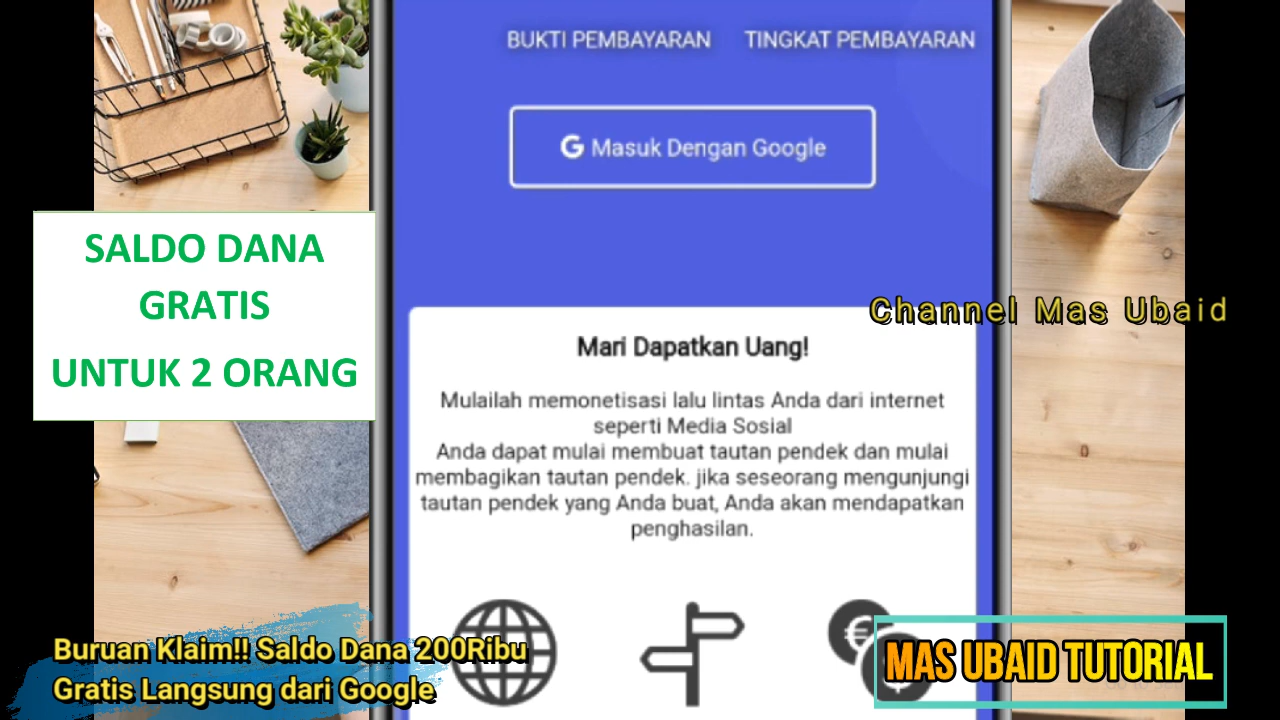 BUKTI PEMBAYARAN TINGKAT PEMBAYARAN
G Masuk Dengan Google
SALDO DANA
GRATIS
UNTUK 2 ORANG
Channel Mas Ubaid
Mari Dapatkan Uang!
Mulailah memonetisasi lalu lintas Anda dari internet
seperti Media Sosial
Anda dapat mulai membuat tautan pendek dan mulai
membagikan tautan pendek. jika seseorang mengunjungi
tautan pendek yang Anda buat, Anda akan mendapatkan
penghasilan.
Buruan Klaim!! Saldo Dana 200Ribu
Gratis Langsung dari Google
MAS UBAID TUTORIAL